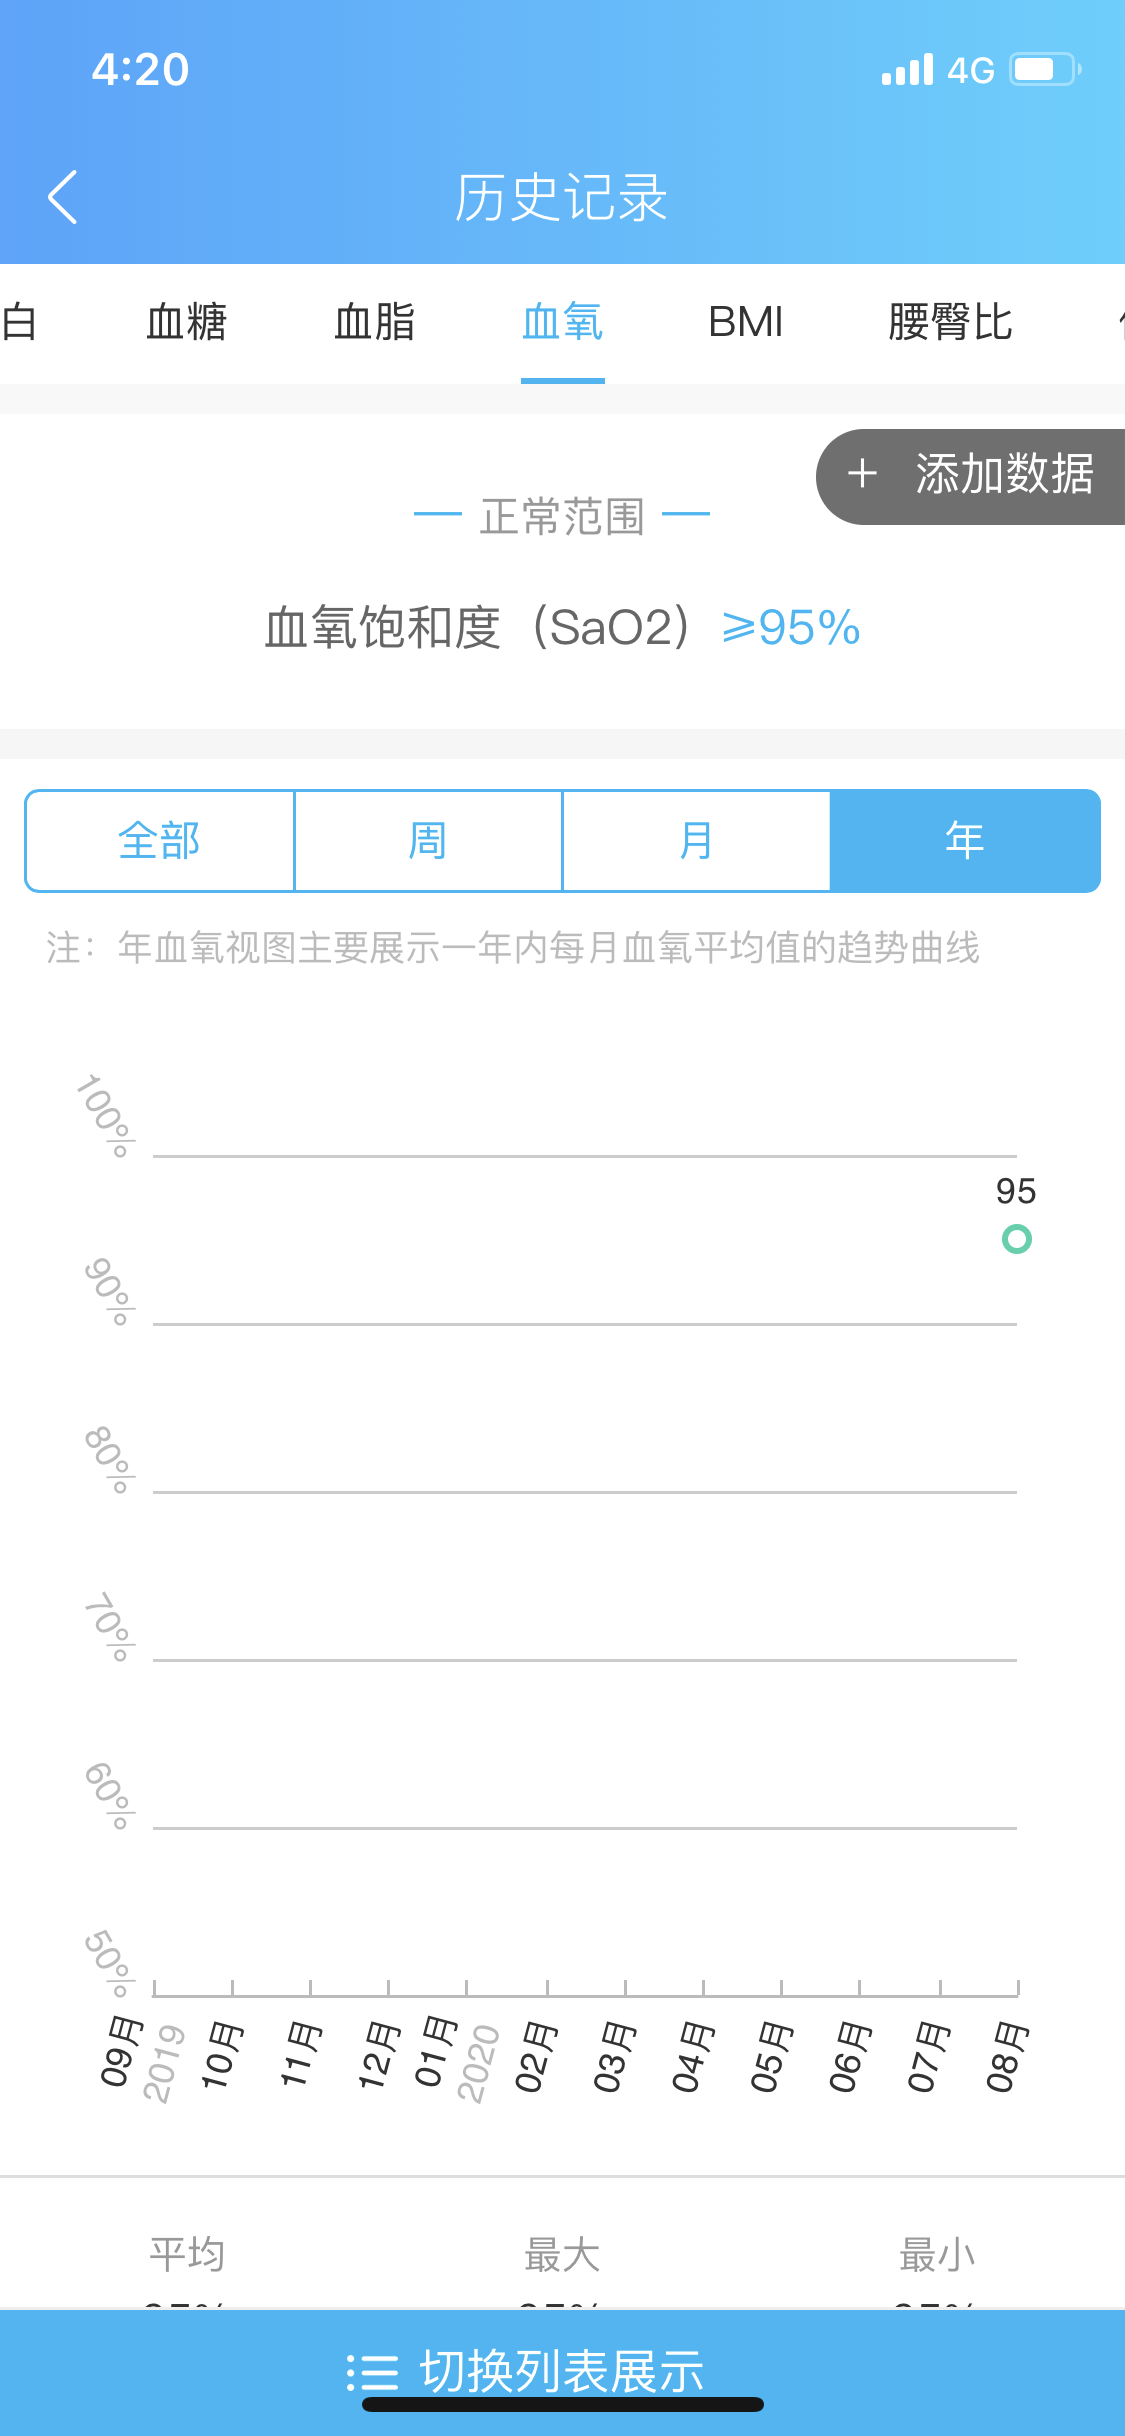 4:20 4G
历史记录
白 血糖 血脂 血氧 BMI 腰臀比
+ 添加数据
正常范围
血氧饱和度（SaO2）≥95%
全部 周 月 年
注：年血氧视图主要展示一年内每月血氧平均值的趋势曲线
100%
95
90%
80%
70%
60%
50%
09月 10月 11月 12月 01月 02月 03月 04月 05月 06月 07月 08月
2019 2020
平均 最大 最小
95% 95% 95%
切换列表展示